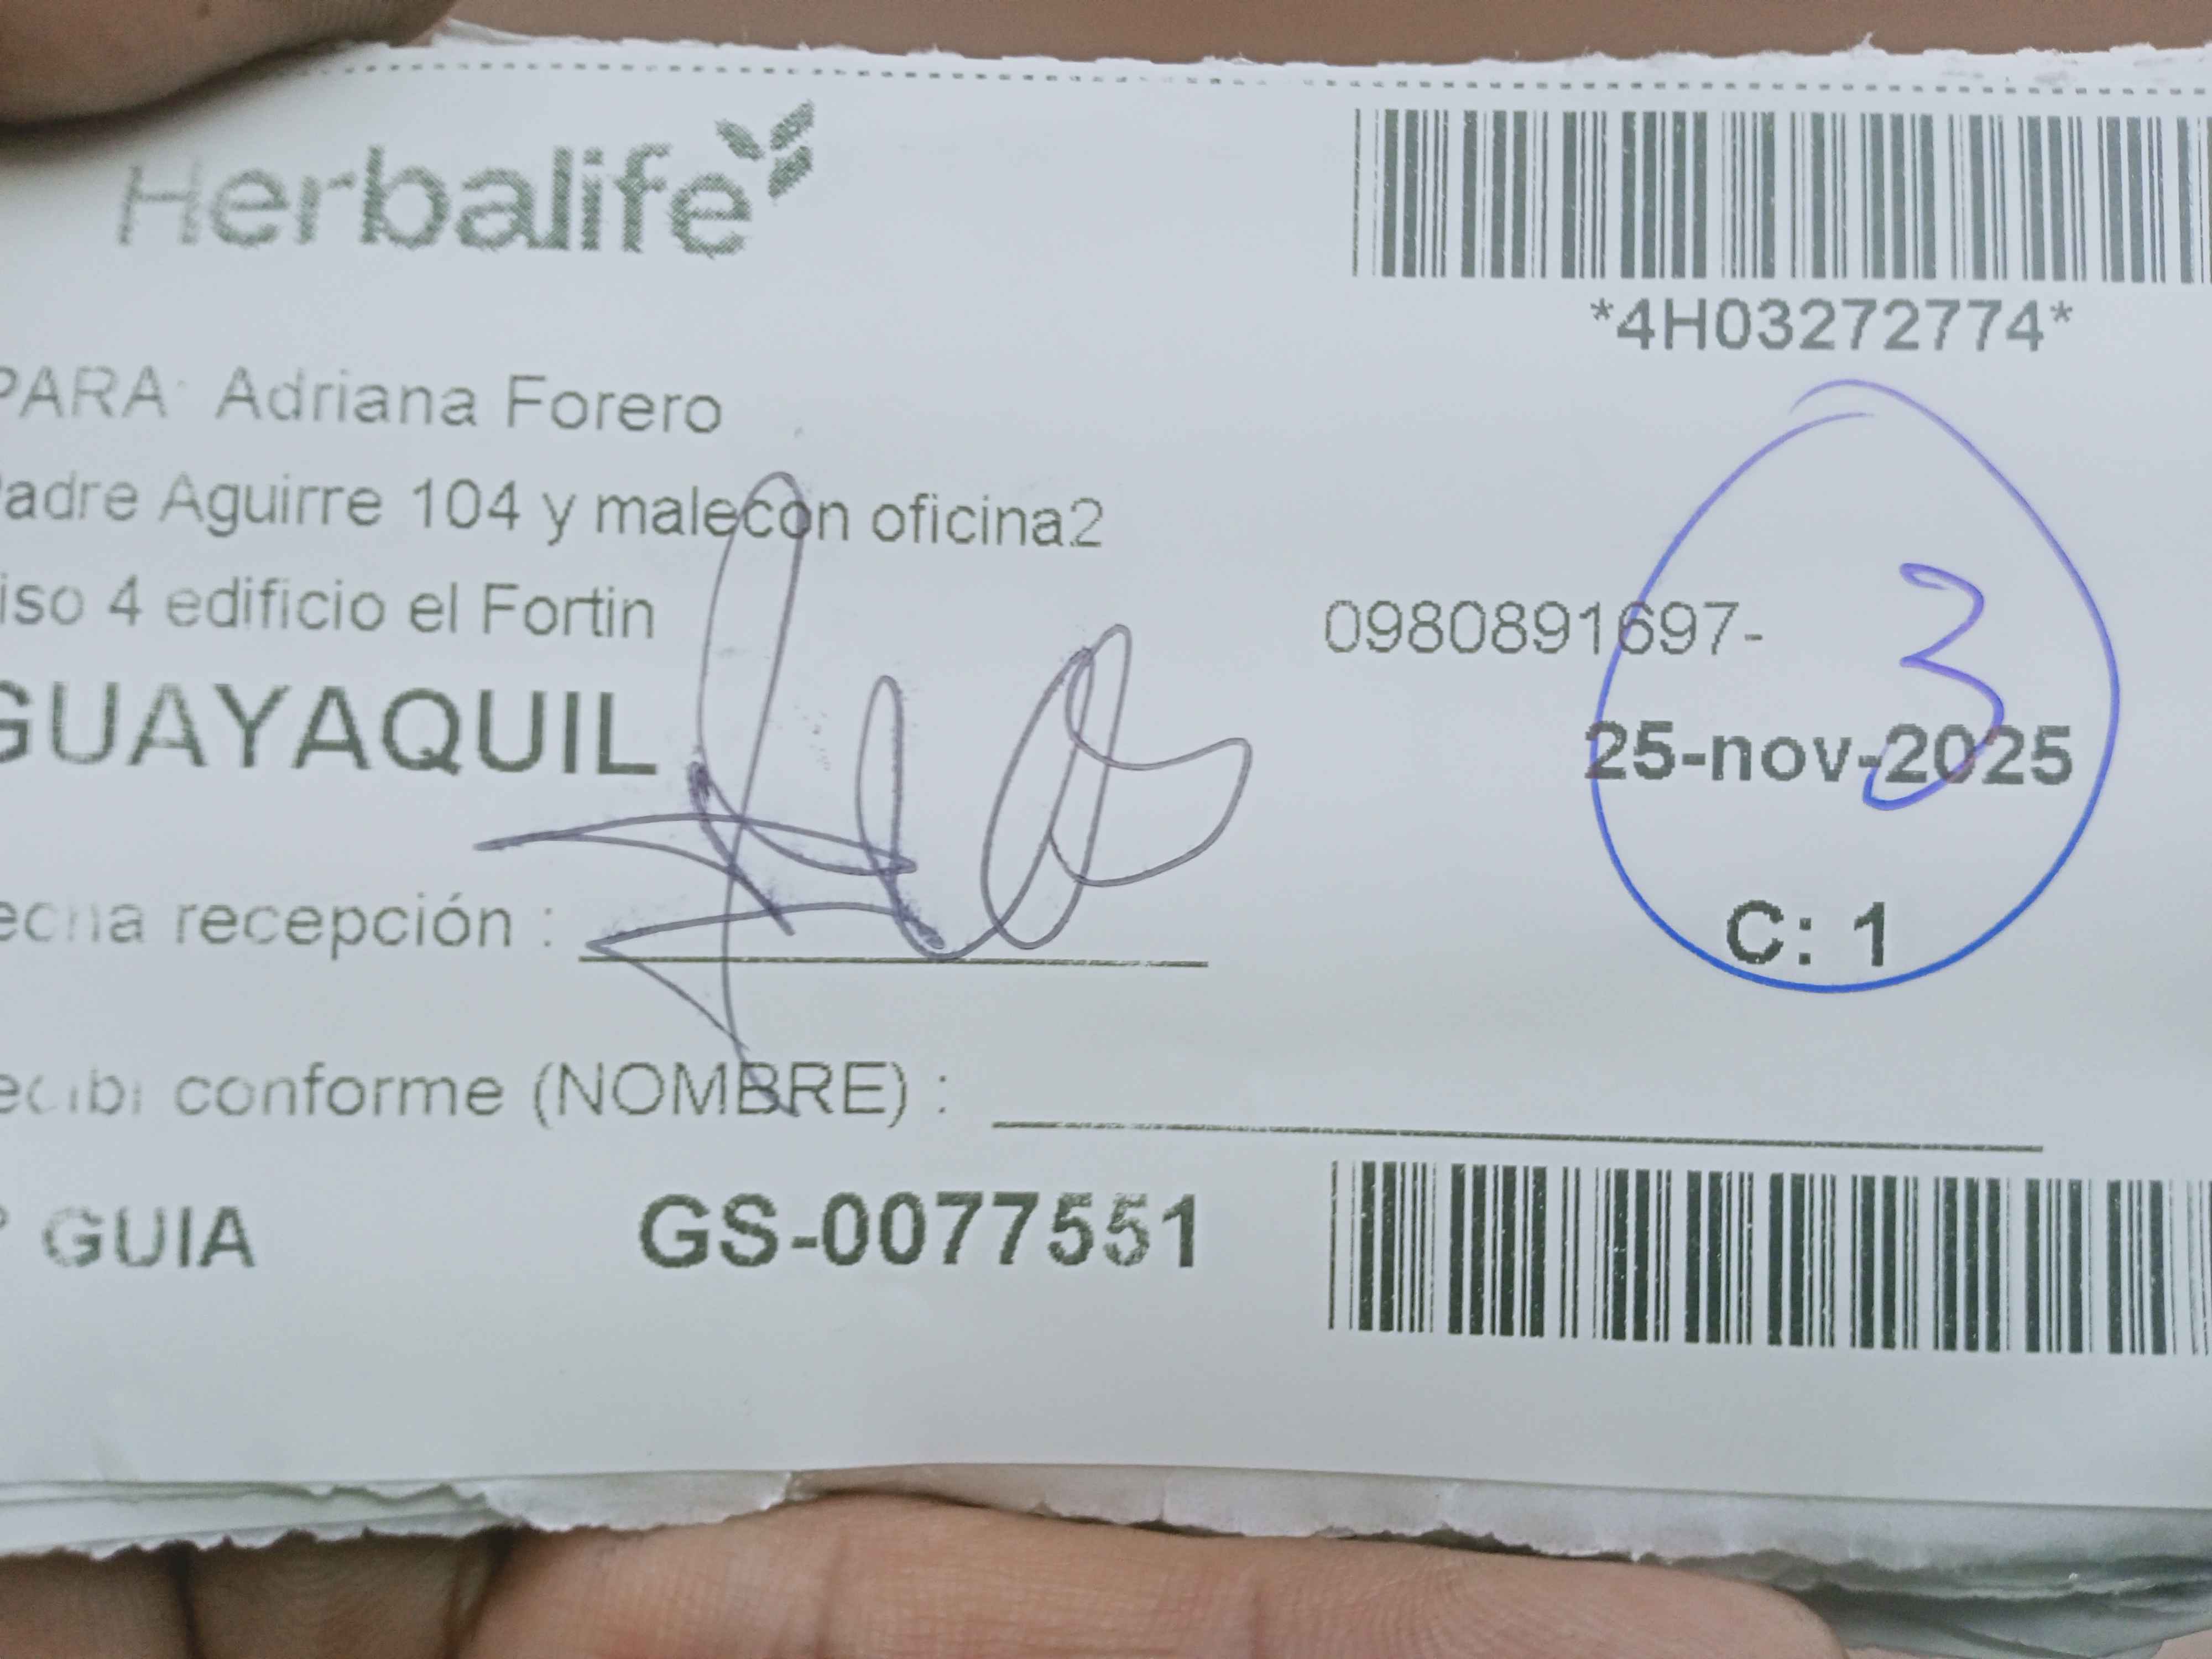 Herbalife
*4H03272774*
PARA: Adriana Forero
Padre Aguirre 104 y malecon oficina2
iso 4 edificio el Fortin
0980891697-
GUAYAQUIL
3
25-nov-2025
C: 1
echa recepción :
ecibi conforme (NOMBRE) :
GUIA GS-0077551